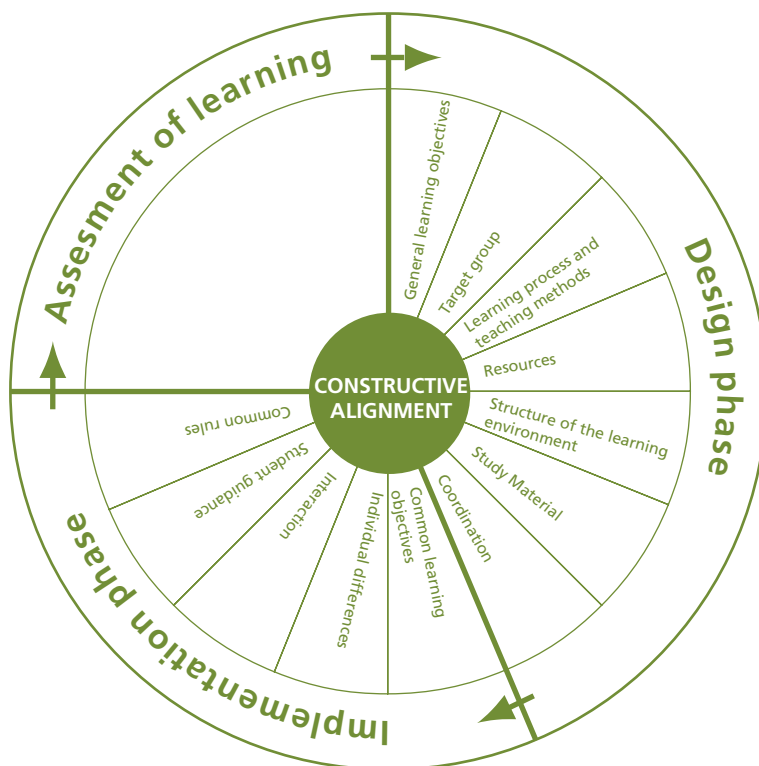 Assesment of learning
Design phase
Implementation phase
CONSTRUCTIVE
ALIGNMENT
General learning objectives
Target group
Learning process and
teaching methods
Resources
Structure of the learning
environment
Study Material
Coordination
Common learning
objectives
Individual differences
Interaction
Student guidance
Common rules